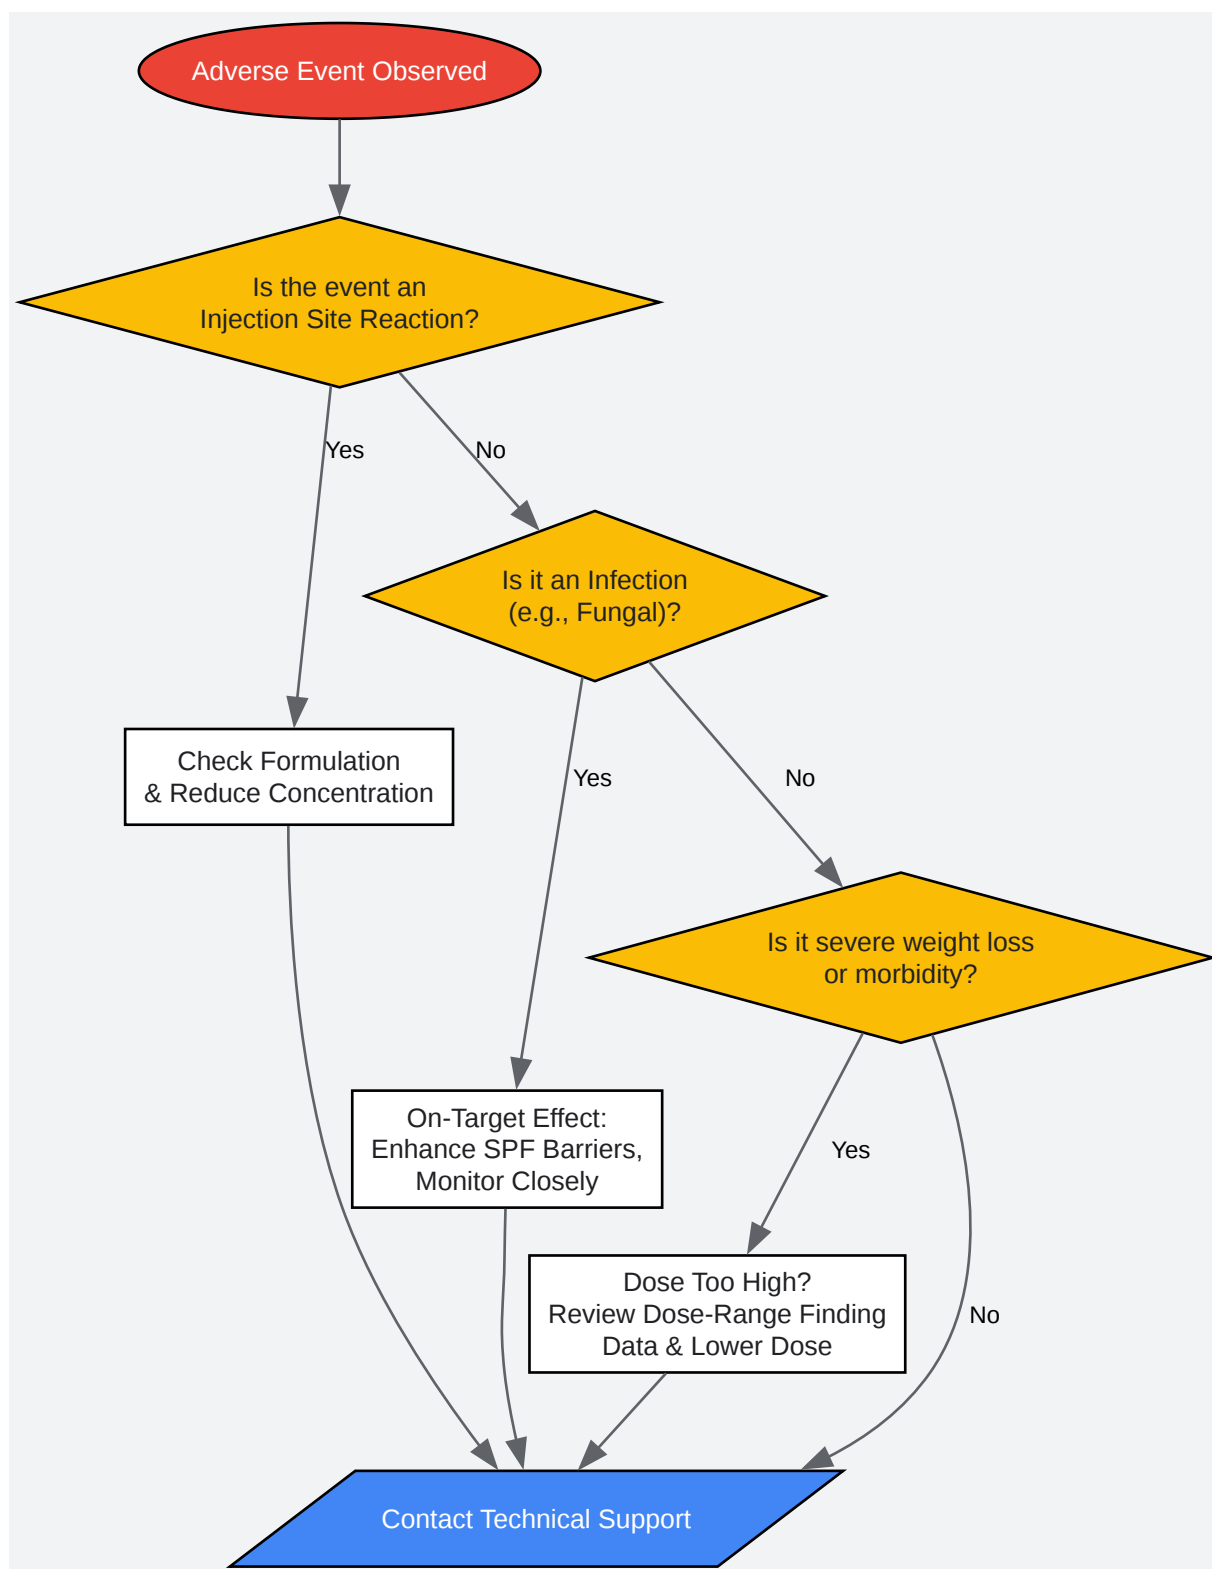 Adverse Event Observed
Is the event an
Injection Site Reaction?
Yes
No
Is it an Infection
(e.g., Fungal)?
Check Formulation
& Reduce Concentration
Yes
No
Is it severe weight loss
or morbidity?
On-Target Effect:
Enhance SPF Barriers,
Monitor Closely
Yes
Dose Too High?
Review Dose-Range Finding
Data & Lower Dose
No
Contact Technical Support